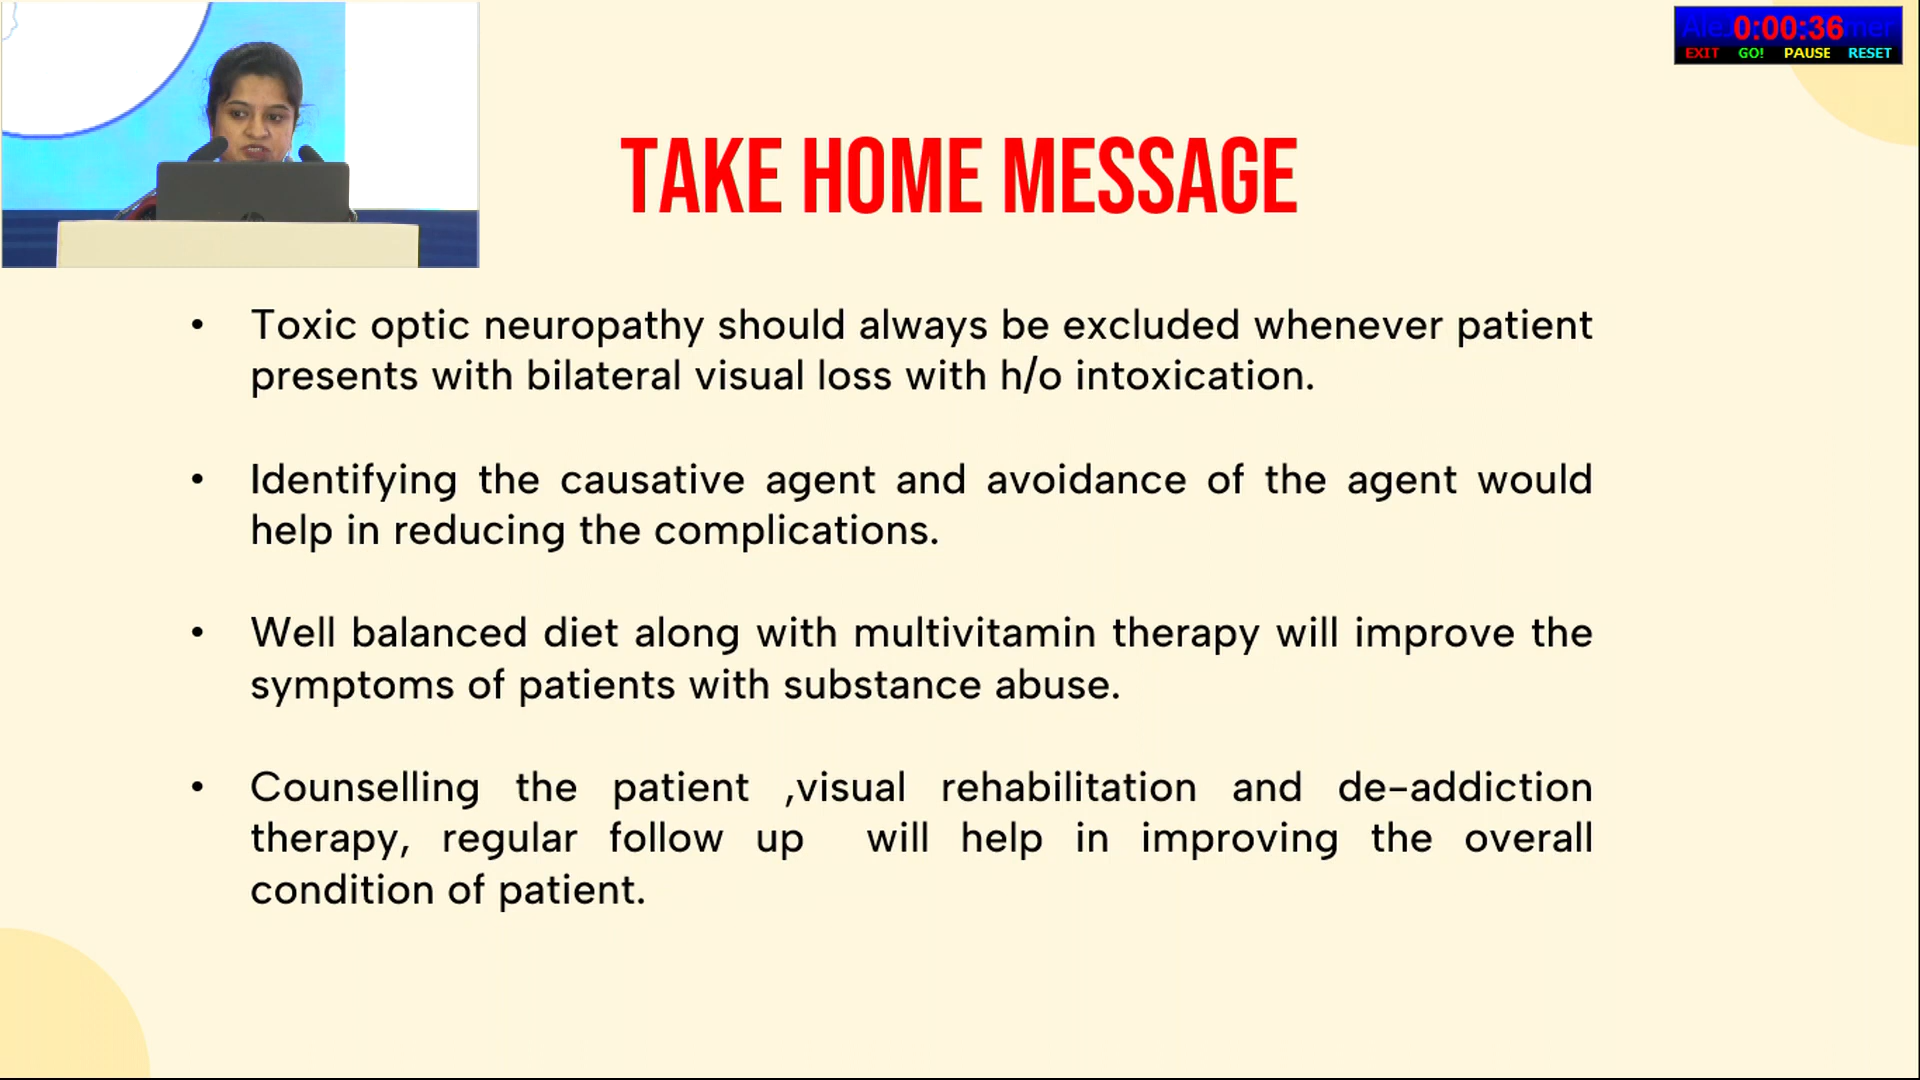 0:00:36
EXIT GO! PAUSE RESET
TAKE HOME MESSAGE
• Toxic optic neuropathy should always be excluded whenever patient
presents with bilateral visual loss with h/o intoxication.
• Identifying the causative agent and avoidance of the agent would
help in reducing the complications.
• Well balanced diet along with multivitamin therapy will improve the
symptoms of patients with substance abuse.
• Counselling the patient ,visual rehabilitation and de-addiction
therapy, regular follow up will help in improving the overall
condition of patient.